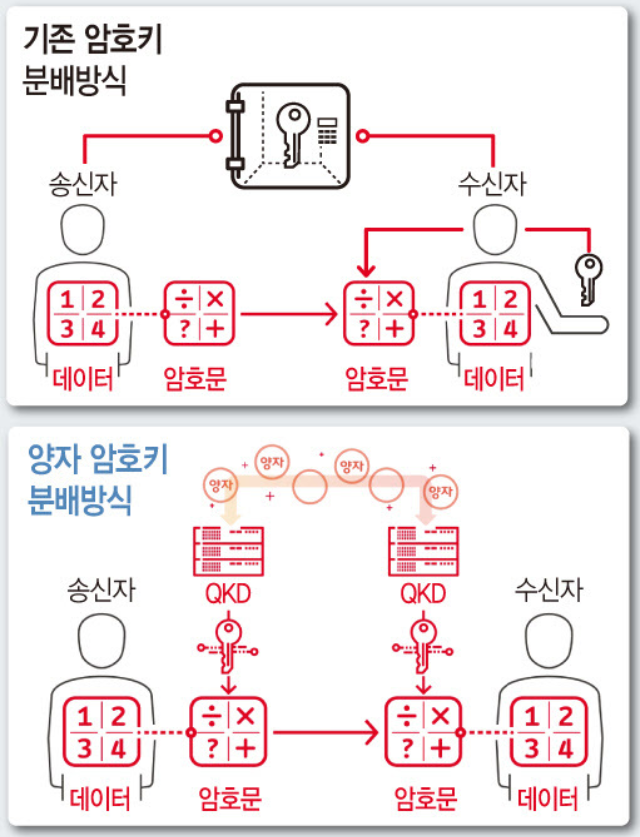 기존 암호키
분배방식
송신자
수신자
1 2
3 4
÷ ×
? +
÷ ×
? +
1 2
3 4
데이터
암호문
암호문
데이터
양자 암호키
분배방식
양자
양자
양자
양자
QKD
QKD
송신자
수신자
1 2
3 4
÷ ×
? +
÷ ×
? +
1 2
3 4
데이터
암호문
암호문
데이터